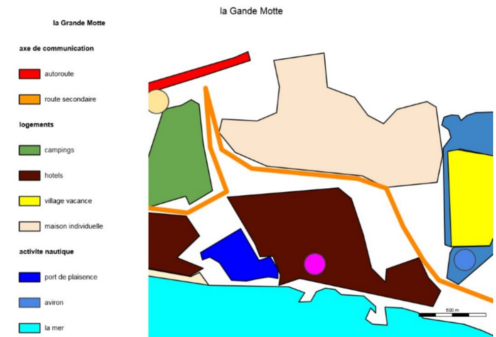 la Gande Motte
la Grande Motte
axe de communication
autoroute
route secondaire
logements
campings
hotels
village vacance
maison individuelle
activite nautique
port de plaisence
aviron
la mer
500 m